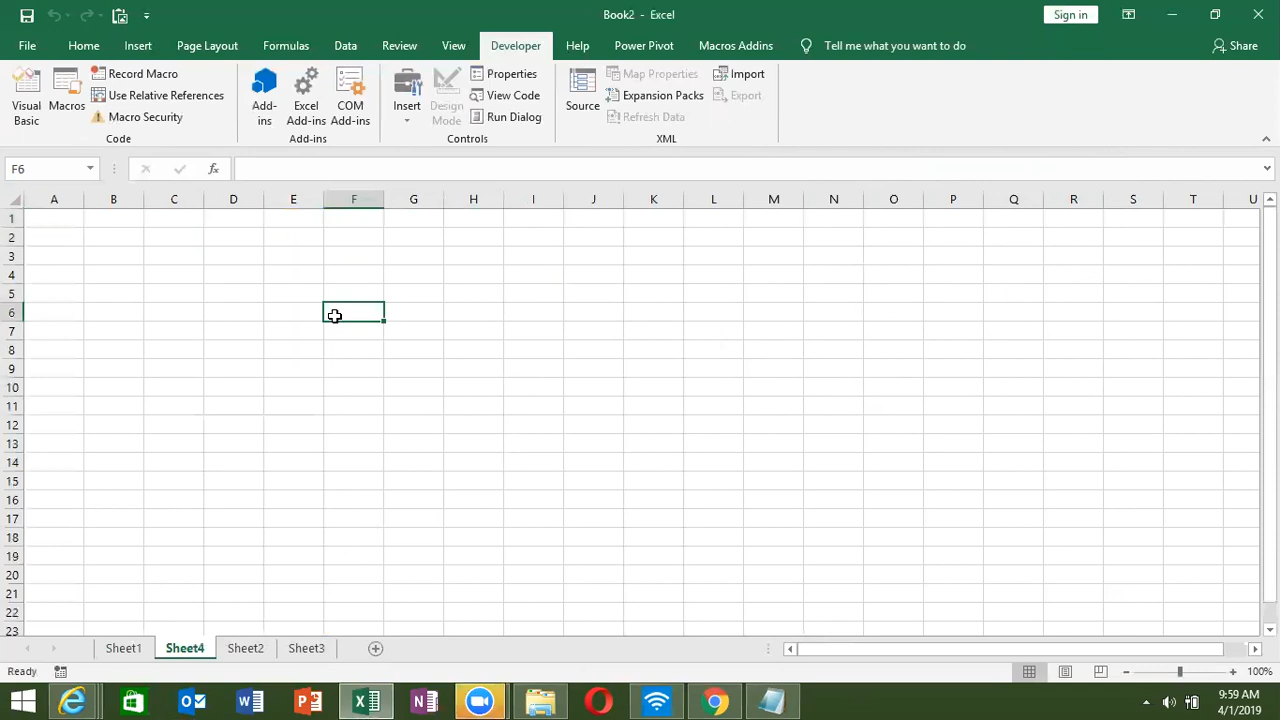 Book2 - Excel
Sign in
File Home Insert Page Layout Formulas Data Review View Developer Help Power Pivot Macros Addins Tell me what you want to do Share
Visual Basic
Macros
Record Macro
Use Relative References
Macro Security
Code
Add-ins
Excel Add-ins
COM Add-ins
Add-ins
Insert
Design Mode
Properties
View Code
Run Dialog
Controls
Source
Map Properties
Expansion Packs
Refresh Data
Import
Export
XML
F6
fx
A B C D E F G H I J K L M N O P Q R S T U
1
2
3
4
5
6
7
8
9
10
11
12
13
14
15
16
17
18
19
20
21
22
23
Sheet1 Sheet4 Sheet2 Sheet3
Ready
100%
9:59 AM
4/1/2019